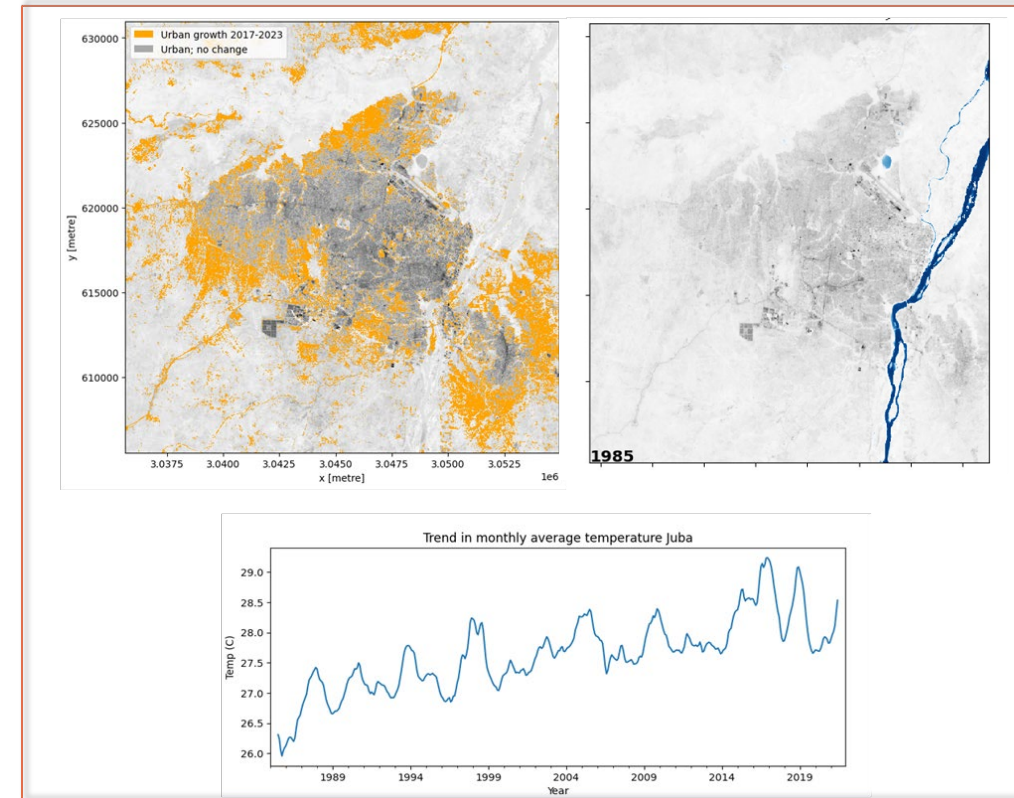 Urban growth 2017-2023
Urban; no change
630000
625000
620000
615000
610000
y [metre]
3.0375 3.0400 3.0425 3.0450 3.0475 3.0500 3.0525
x [metre]
1e6
1985
Trend in monthly average temperature Juba
29.0
28.5
28.0
27.5
27.0
26.5
26.0
Temp (C)
1989 1994 1999 2004 2009 2014 2019
Year